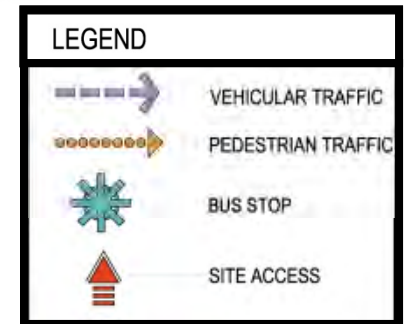 LEGEND
VEHICULAR TRAFFIC
PEDESTRIAN TRAFFIC
BUS STOP
SITE ACCESS